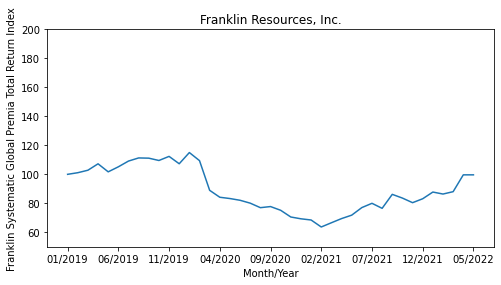 Franklin Resources, Inc.
Franklin Systematic Global Premia Total Return Index
200
180
160
140
120
100
80
60
01/2019 06/2019 11/2019 04/2020 09/2020 02/2021 07/2021 12/2021 05/2022
Month/Year